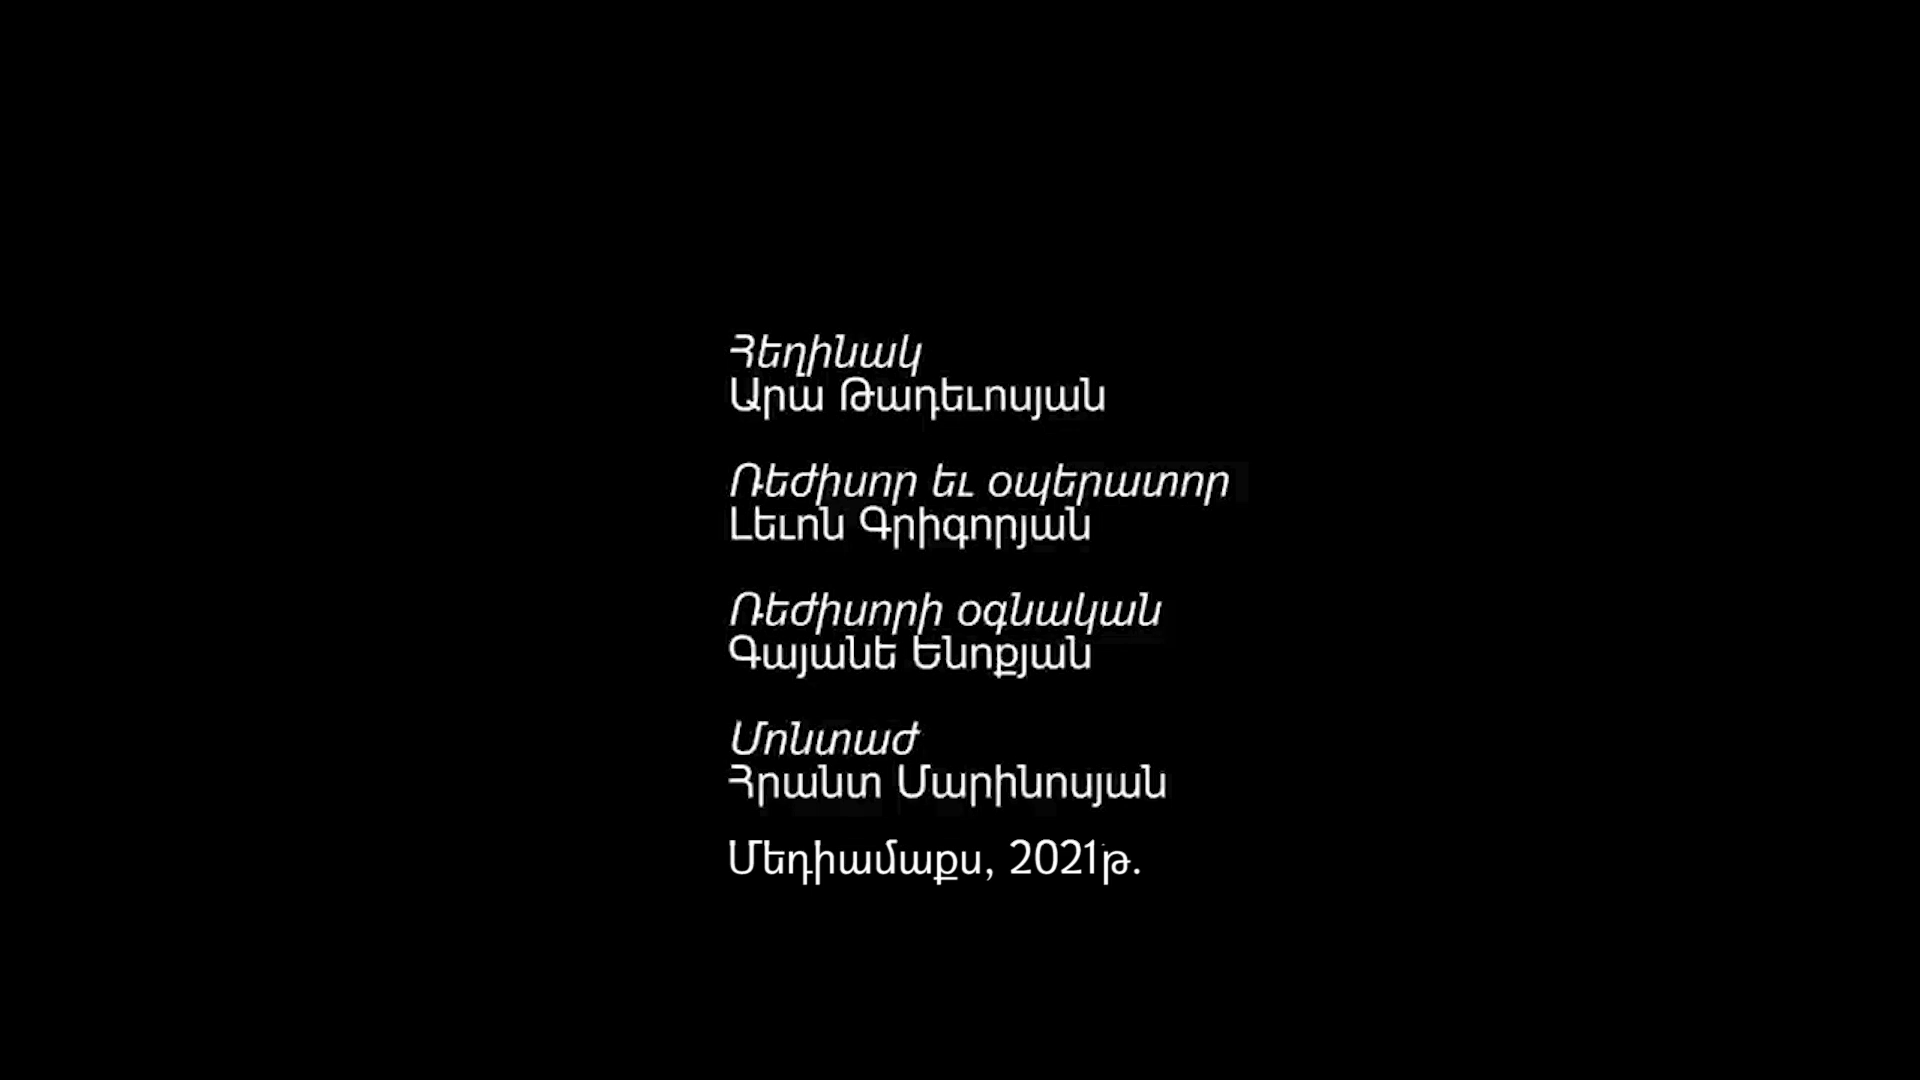 Հեղինակ
Արա Թադեւոսյան
Ռեժիսոր եւ օպերատոր
Լեւոն Գրիգորյան
Ռեժիսորի օգնական
Գայանե Ենոքյան
Մոնտաժ
Հրանտ Մարինոսյան
Մեդիամաքս, 2021թ.